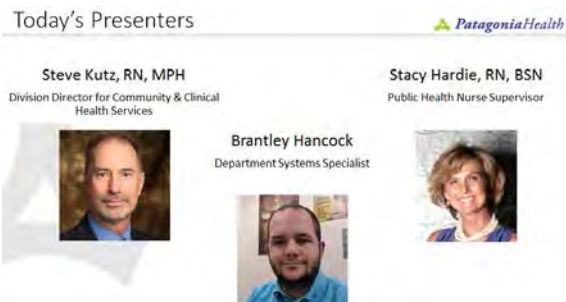 Today's Presenters
PatagoniaHealth
Steve Kutz, RN, MPH
Division Director for Community & Clinical
Health Services
Stacy Hardie, RN, BSN
Public Health Nurse Supervisor
Brantley Hancock
Department Systems Specialist